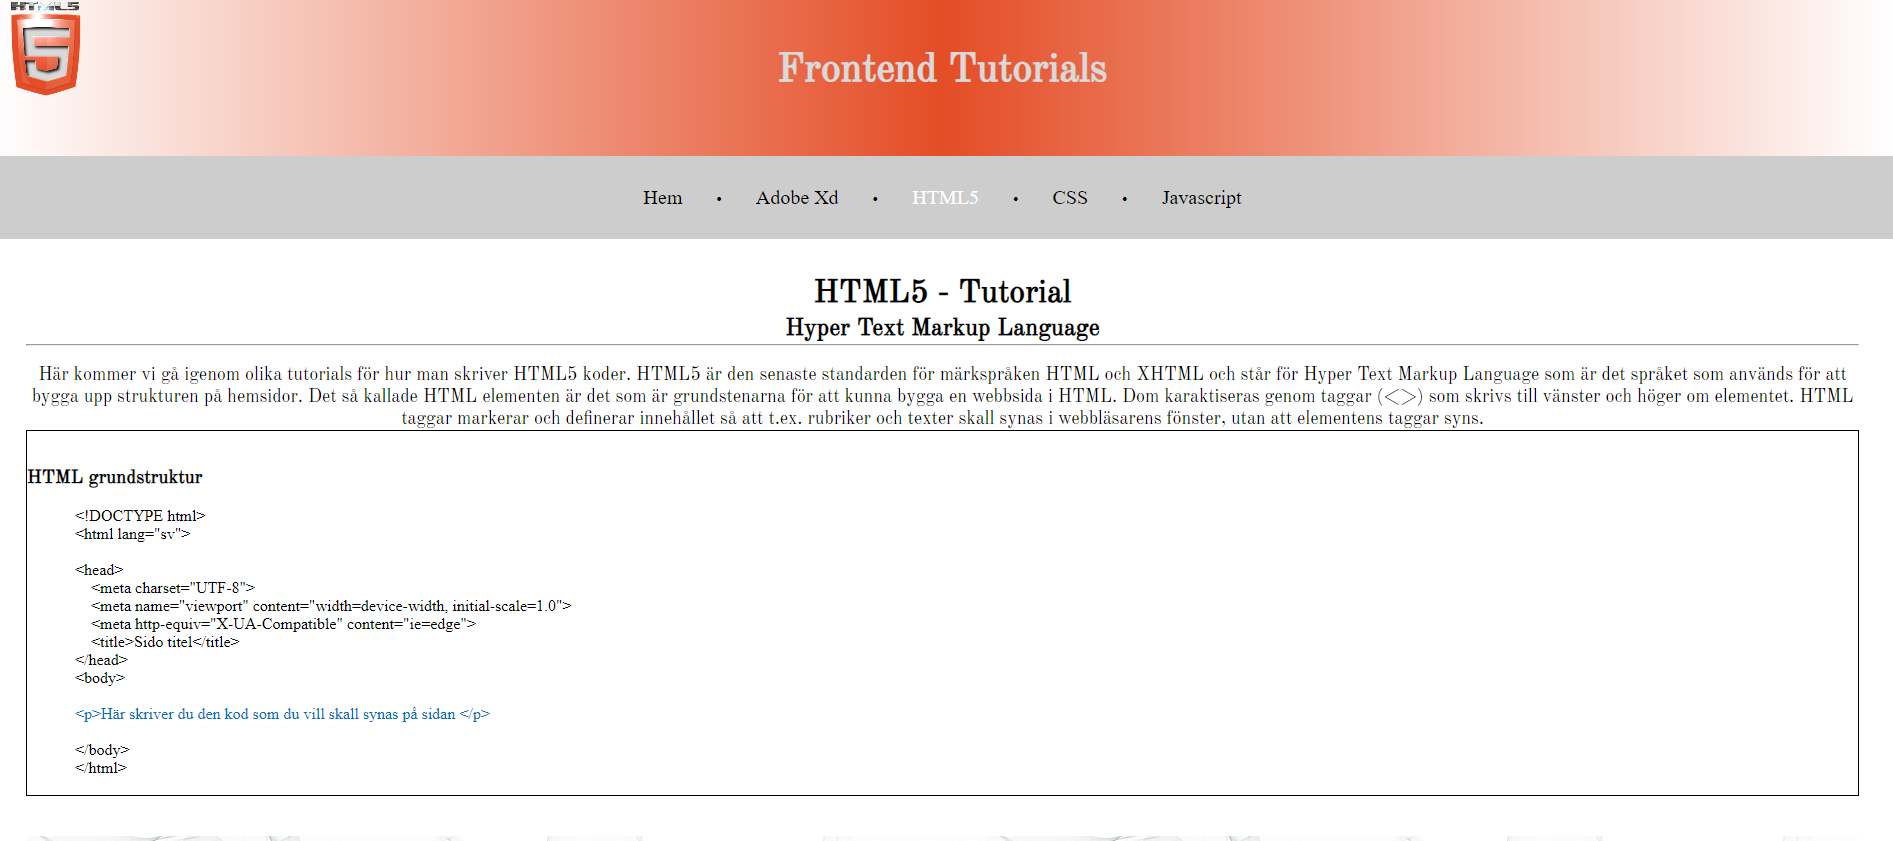 HTML5
5
Frontend Tutorials
Hem • Adobe Xd • HTML5 • CSS • Javascript
HTML5 - Tutorial
Hyper Text Markup Language
Här kommer vi gå igenom olika tutorials för hur man skriver HTML5 koder. HTML5 är den senaste standarden för märkspråken HTML och XHTML och står för Hyper Text Markup Language som är det språket som används för att
bygga upp strukturen på hemsidor. Det så kallade HTML elementen är det som är grundstenarna för att kunna bygga en webbsida i HTML. Dom karaktiseras genom taggar (<>) som skrivs till vänster och höger om elementet. HTML
taggar markerar och definerar innehållet så att t.ex. rubriker och texter skall synas i webbläsarens fönster, utan att elementens taggar syns.
HTML grundstruktur
<!DOCTYPE html>
<html lang="sv">
<head>
<meta charset="UTF-8">
<meta name="viewport" content="width=device-width, initial-scale=1.0">
<meta http-equiv="X-UA-Compatible" content="ie=edge">
<title>Sido titel</title>
</head>
<body>
<p>Här skriver du den kod som du vill skall synas på sidan </p>
</body>
</html>